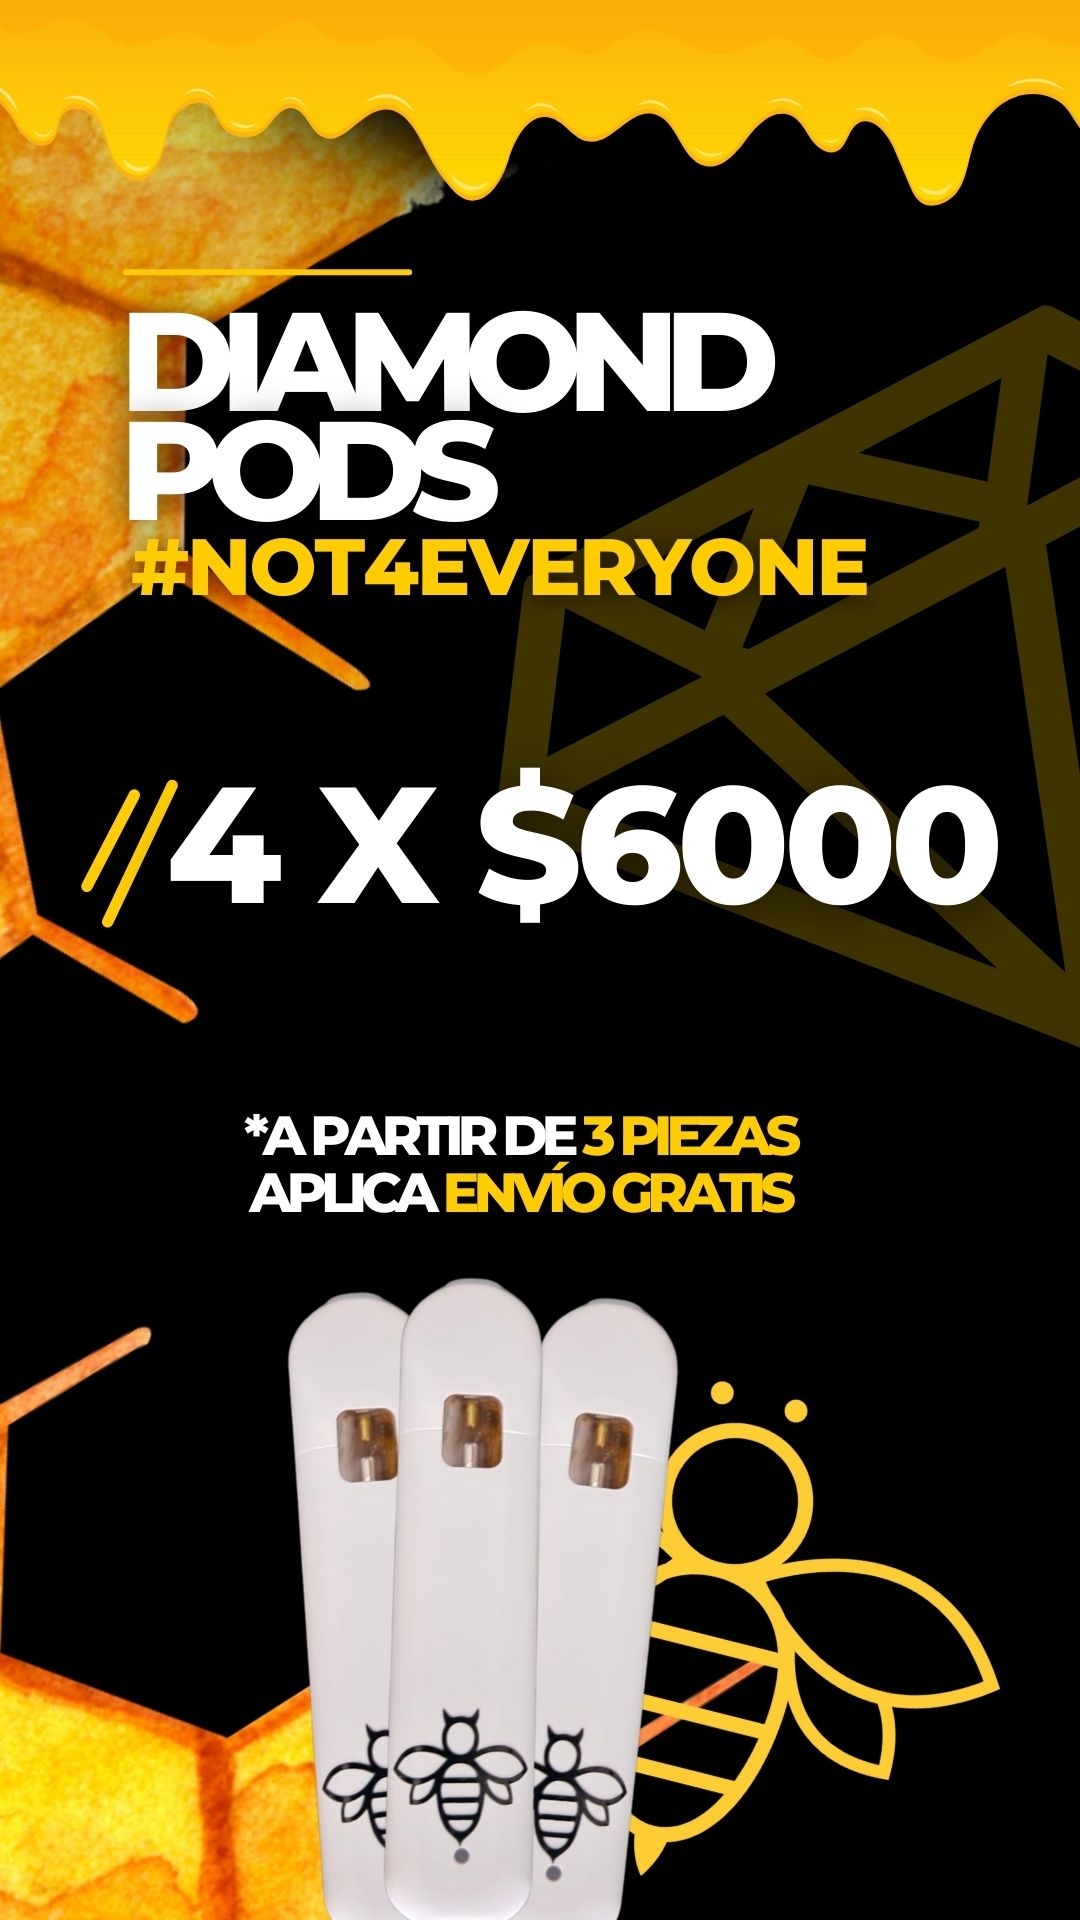 DIAMOND
PODS
#NOT4EVERYONE
//4 X $6000
*A PARTIR DE 3 PIEZAS
APLICA ENVÍO GRATIS